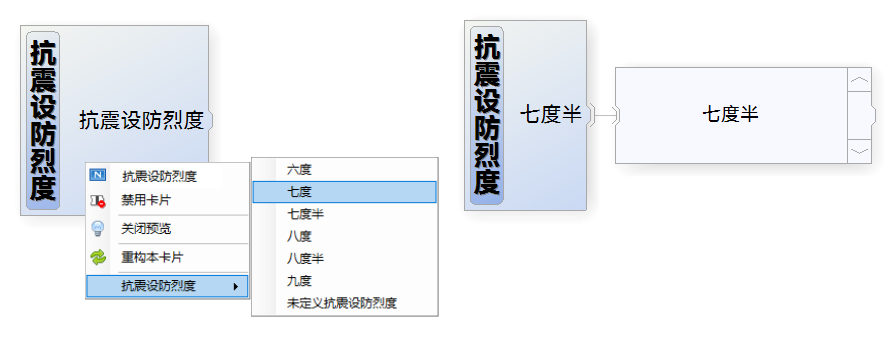 抗震设防烈度
抗震设防烈度
抗震设防烈度
禁用卡片
关闭预览
重构本卡片
抗震设防烈度
六度
七度
七度半
八度
八度半
九度
未定义抗震设防烈度
抗震设防烈度
七度半
七度半